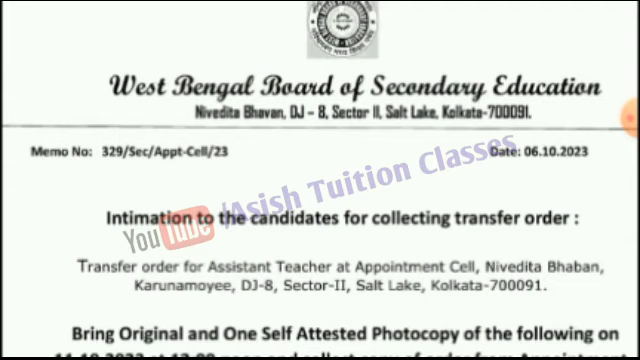 West Bengal Board of Secondary Education
Nivedita Bhavan, DJ – 8, Sector II, Salt Lake, Kolkata-700091.
Memo No: 329/Sec/Appt-Cell/23 Date: 06.10.2023
YouTube /Asish Tuition Classes
Intimation to the candidates for collecting transfer order :
Transfer order for Assistant Teacher at Appointment Cell, Nivedita Bhaban,
Karunamoyee, DJ-8, Sector-II, Salt Lake, Kolkata-700091.
Bring Original and One Self Attested Photocopy of the following on